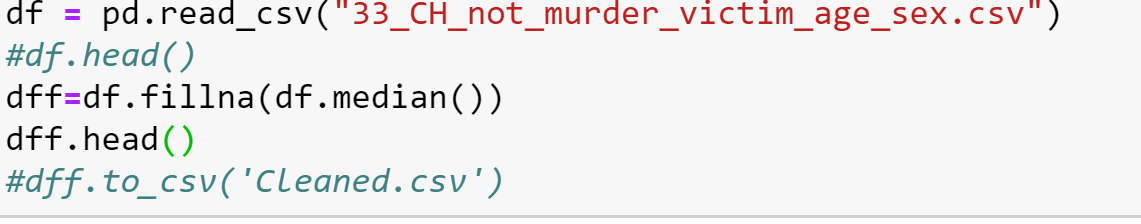 df = pd.read_csv("33_CH_not_murder_victim_age_sex.csv")
#df.head()
dff=df.fillna(df.median())
dff.head()
#dff.to_csv('Cleaned.csv')